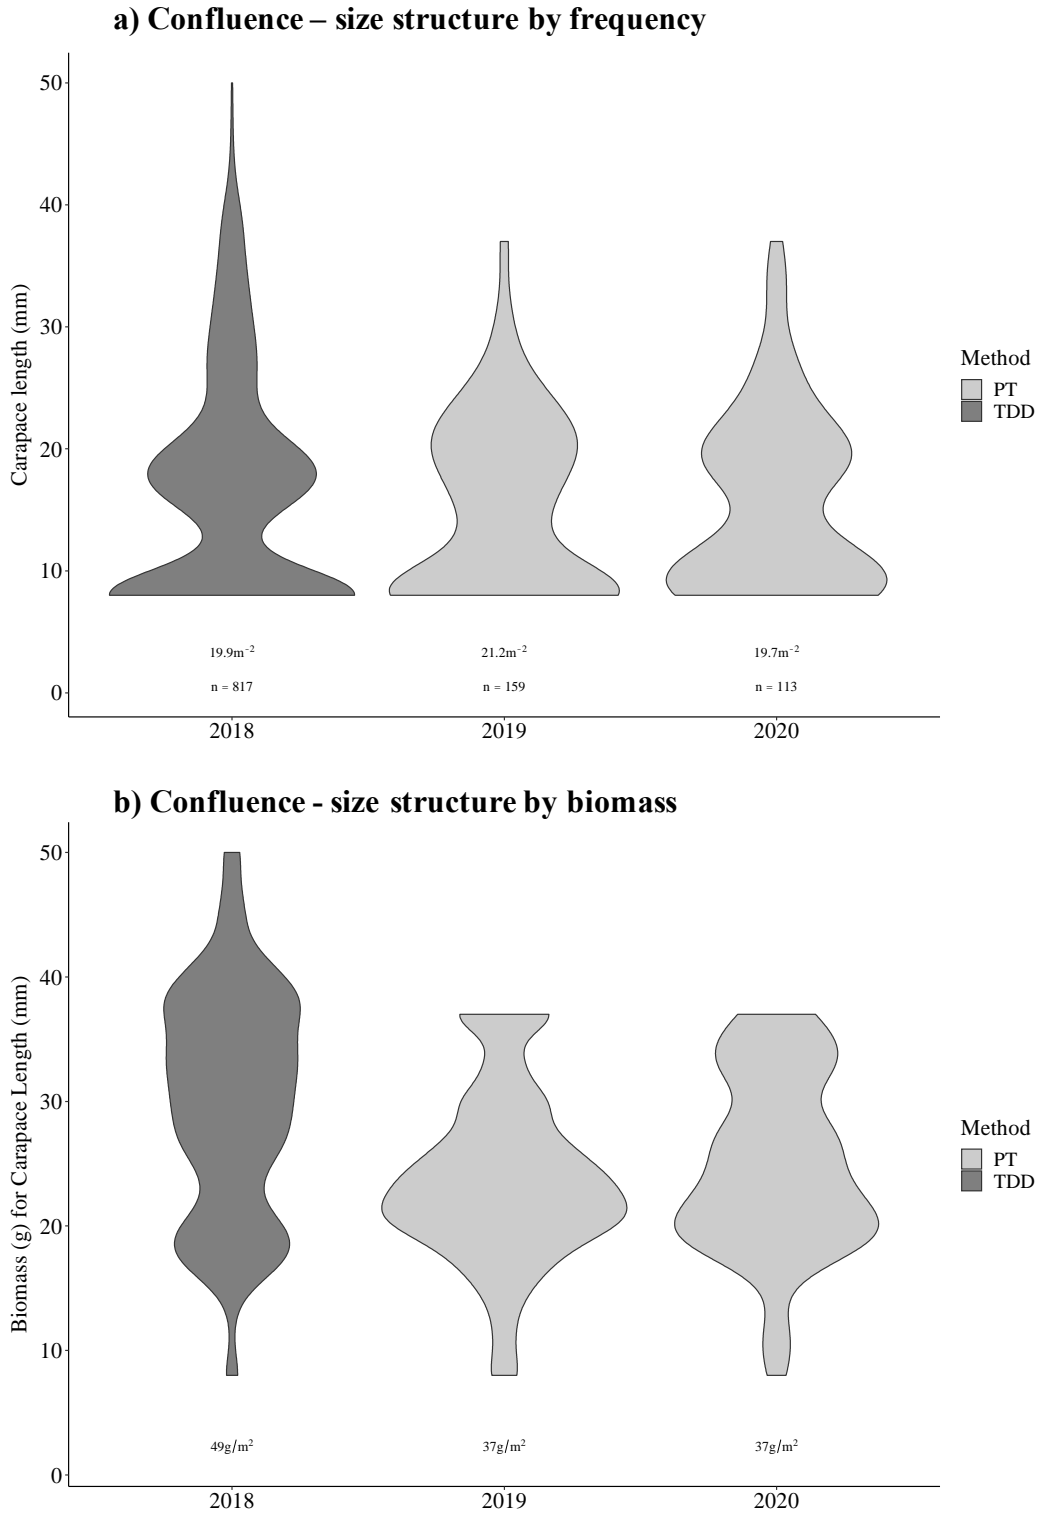 a) Confluence – size structure by frequency
50
40
30
20
10
0
Carapace length (mm)
19.9m⁻²
21.2m⁻²
19.7m⁻²
n = 817
n = 159
n = 113
2018
2019
2020
Method
PT
TDD
b) Confluence - size structure by biomass
50
40
30
20
10
0
Biomass (g) for Carapace Length (mm)
49g/m²
37g/m²
37g/m²
2018
2019
2020
Method
PT
TDD